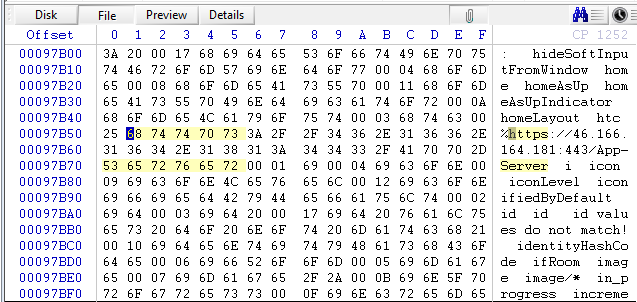 Disk File Preview Details
Offset 0 1 2 3 4 5 6 7 8 9 A B C D E F CP 1252
00097B00 3A 20 00 17 68 69 64 65 53 6F 66 74 49 6E 70 75 : hideSoftInpu
00097B10 74 46 72 6F 6D 57 69 6E 64 6F 77 00 04 68 6F 6D tFromWindow hom
00097B20 65 00 08 68 6F 6D 65 41 73 55 70 00 11 68 6F 6D e homeAsUp hom
00097B30 65 41 73 55 70 49 6E 64 69 63 61 74 6F 72 00 0A eAsUpIndicator
00097B40 68 6F 6D 65 4C 61 79 6F 75 74 00 03 68 74 63 00 homeLayout htc
00097B50 25 68 74 74 70 73 3A 2F 2F 34 36 2E 31 36 36 2E %https://46.166.
00097B60 31 36 34 2E 31 38 31 3A 34 34 33 2F 41 70 70 2D 164.181:443/App-
00097B70 53 65 72 76 65 72 00 01 69 00 04 69 63 6F 6E 00 Server i icon
00097B80 09 69 63 6F 6E 4C 65 76 65 6C 00 12 69 63 6F 6E iconLevel icon
00097B90 69 66 69 65 64 42 79 44 65 66 61 75 6C 74 00 02 ifiedByDefault
00097BA0 69 64 00 03 69 64 20 00 17 69 64 20 76 61 6C 75 id id id valu
00097BB0 65 73 20 64 6F 20 6E 6F 74 20 6D 61 74 63 68 21 es do not match!
00097BC0 00 10 69 64 65 6E 74 69 74 79 48 61 73 68 43 6F identityHashCo
00097BD0 64 65 00 06 69 66 52 6F 6F 6D 00 05 69 6D 61 67 de ifRoom imag
00097BE0 65 00 07 69 6D 61 67 65 2F 2A 00 0B 69 6E 5F 70 e image/* in_p
00097BF0 72 6F 67 72 65 73 73 00 0F 69 6E 63 72 65 6D 65 rogress increme